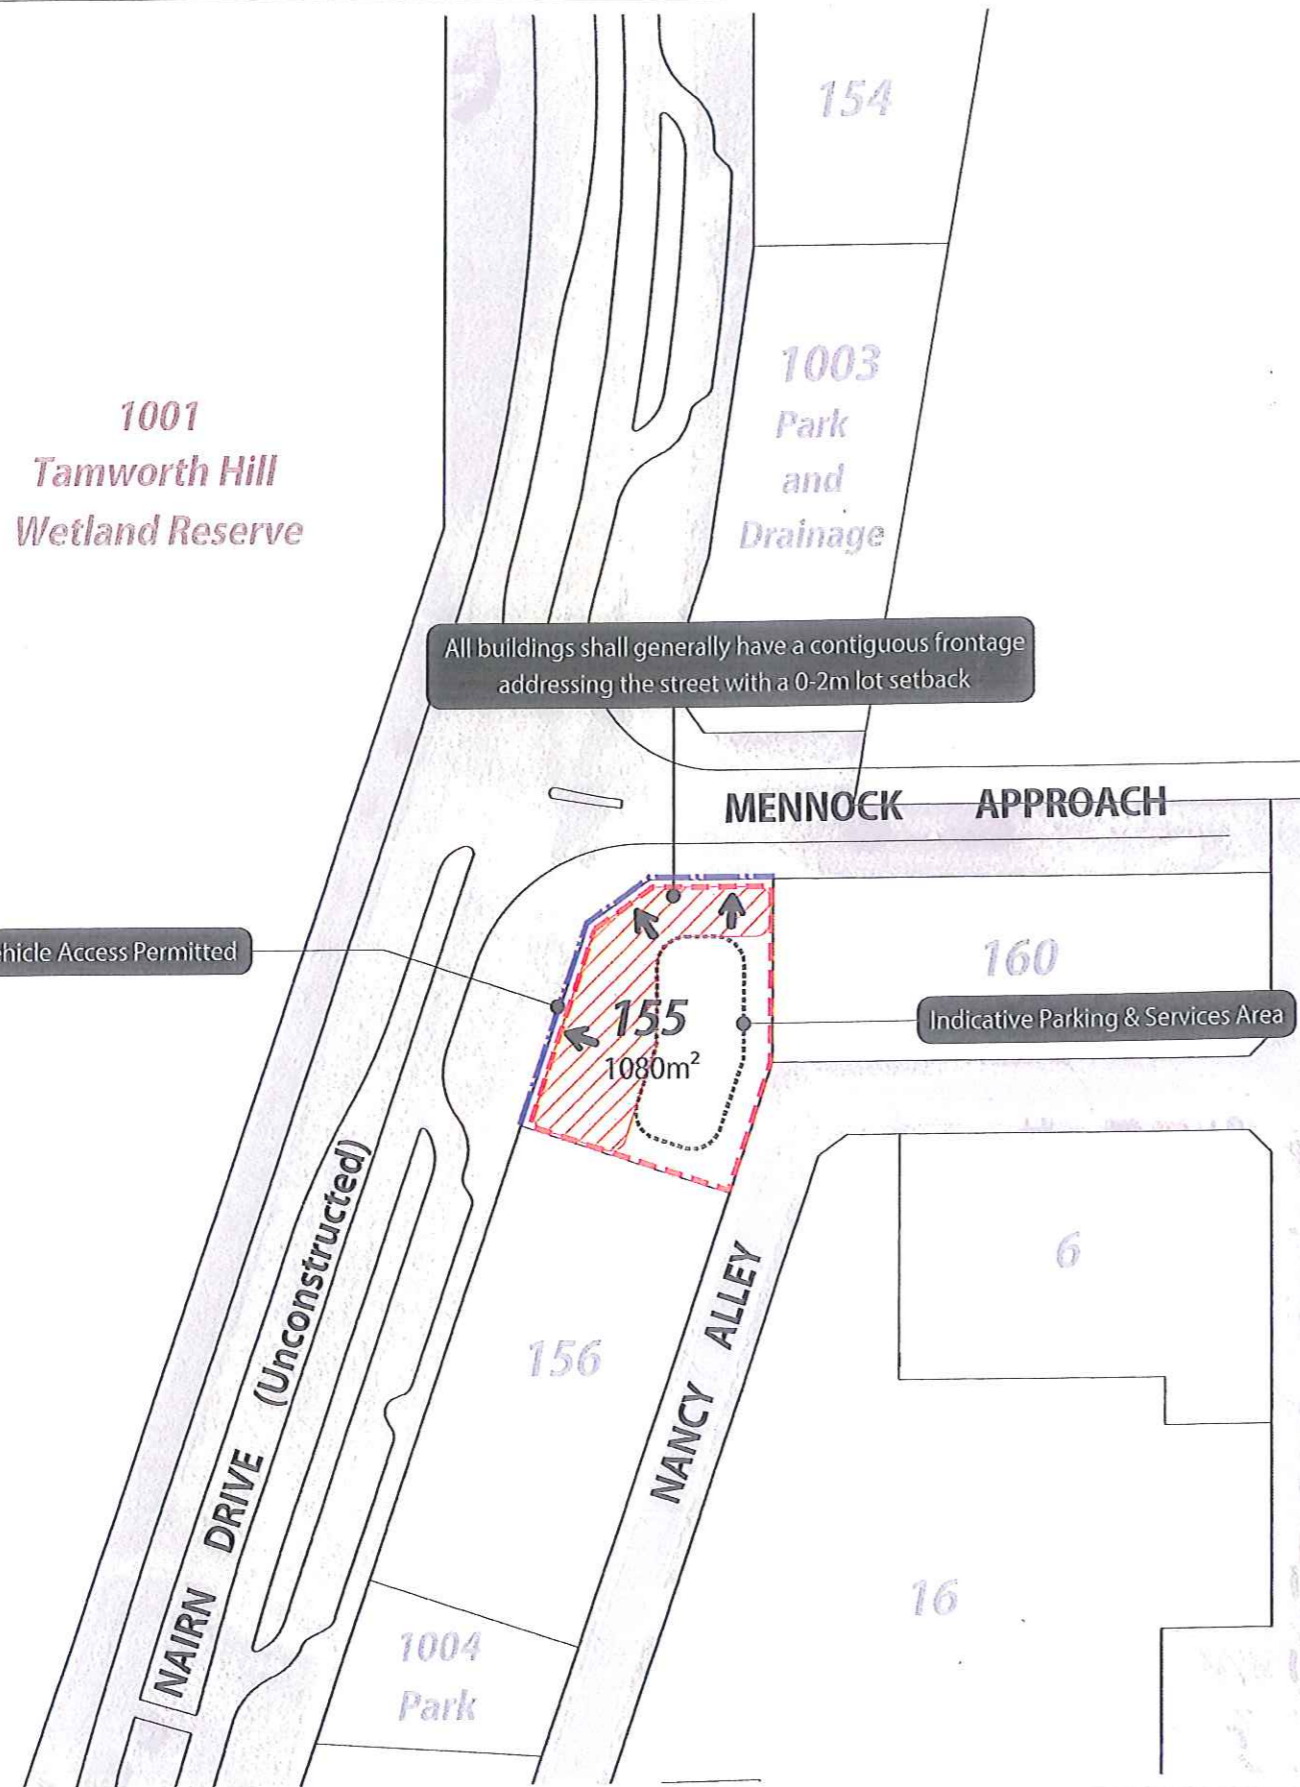 154
1003
Park
and
Drainage
1001
Tamworth Hill
Wetland Reserve
All buildings shall generally have a contiguous frontage
addressing the street with a 0-2m lot setback
MENNOCK APPROACH
Vehicle Access Permitted
160
155
1080m²
Indicative Parking & Services Area
NAIRN DRIVE (Unconstructed)
NANCY ALLEY
156
6
16
1004
Park